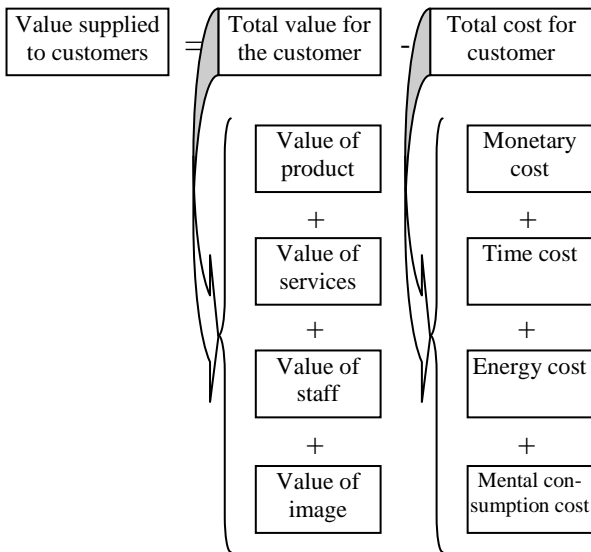 Value supplied
to customers
=
Total value for
the customer
-
Total cost for
customer
Value of
product
+
Value of
services
+
Value of
staff
+
Value of
image
Monetary
cost
+
Time cost
+
Energy cost
+
Mental con-
sumption cost